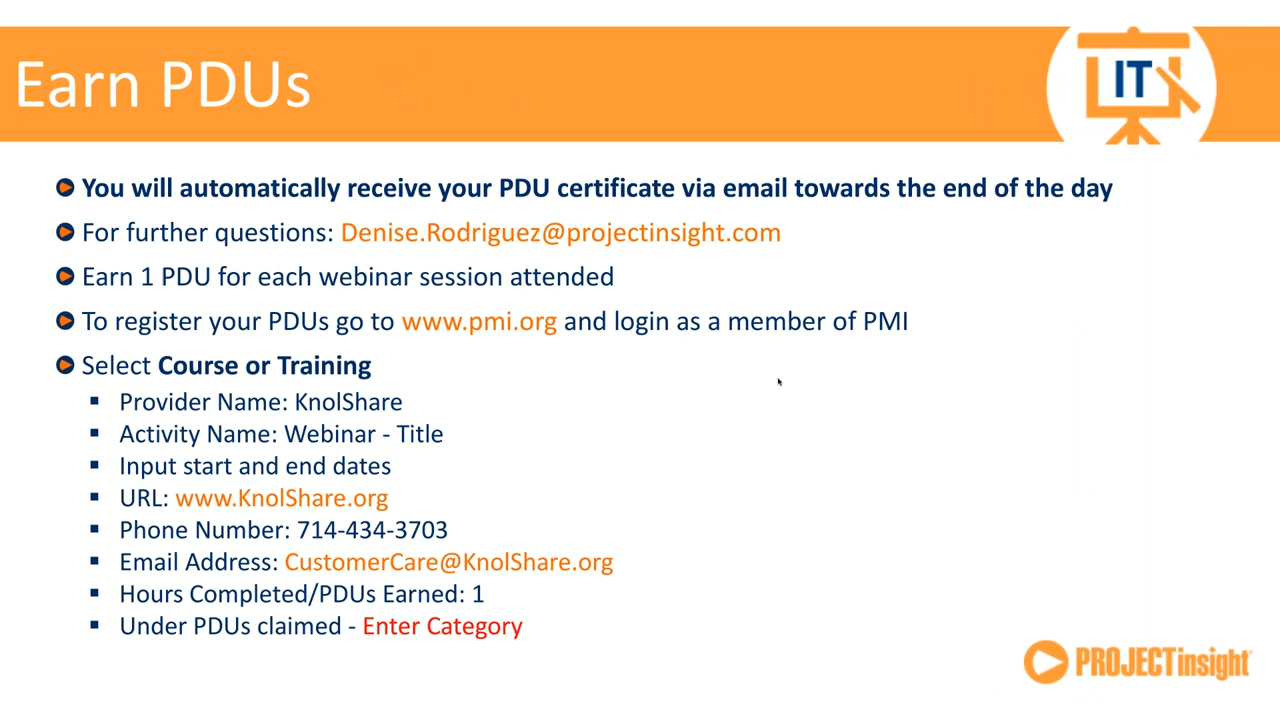 Earn PDUs
IT
You will automatically receive your PDU certificate via email towards the end of the day
For further questions: Denise.Rodriguez@projectinsight.com
Earn 1 PDU for each webinar session attended
To register your PDUs go to www.pmi.org and login as a member of PMI
Select Course or Training
Provider Name: KnolShare
Activity Name: Webinar - Title
Input start and end dates
URL: www.KnolShare.org
Phone Number: 714-434-3703
Email Address: CustomerCare@KnolShare.org
Hours Completed/PDUs Earned: 1
Under PDUs claimed - Enter Category
PROJECTinsight